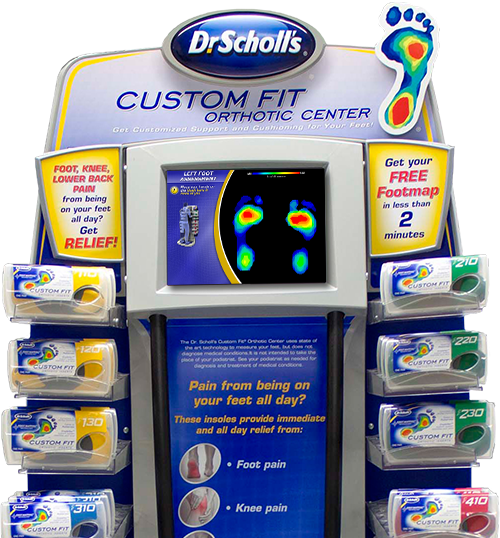 Dr.Scholl's
CUSTOM FIT
ORTHOTIC CENTER
Get Customized Support and Cushioning for Your Feet!
FOOT, KNEE,
LOWER BACK
PAIN
from being
on your feet
all day?
Get
RELIEF!
LEFT FOOT
Get your
FREE
Footmap
in less than
2
minutes
110
CUSTOM FIT
120
CUSTOM FIT
130
CUSTOM FIT
310
CUSTOM FIT
210
CUSTOM FIT
220
CUSTOM FIT
230
CUSTOM FIT
410
CUSTOM FIT
The Dr. Scholl's Custom Fit® Orthotic Center uses state of
the art technology to measure your feet, but does not
diagnose medical conditions. It is not intended to take the
place of your podiatrist. See your podiatrist as needed for
diagnosis and treatment of medical conditions.
Pain from being on
your feet all day?
These insoles provide immediate
and all day relief from:
• Foot pain
• Knee pain